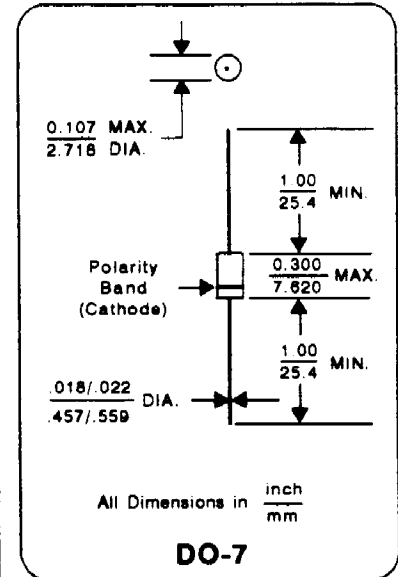 0.107 MAX.
2.718 DIA.
1.00
25.4 MIN.
Polarity
Band
(Cathode)
0.300
7.620 MAX.
1.00
25.4 MIN.
.018/.022
.457/.559 DIA.
All Dimensions in inch
mm
DO-7